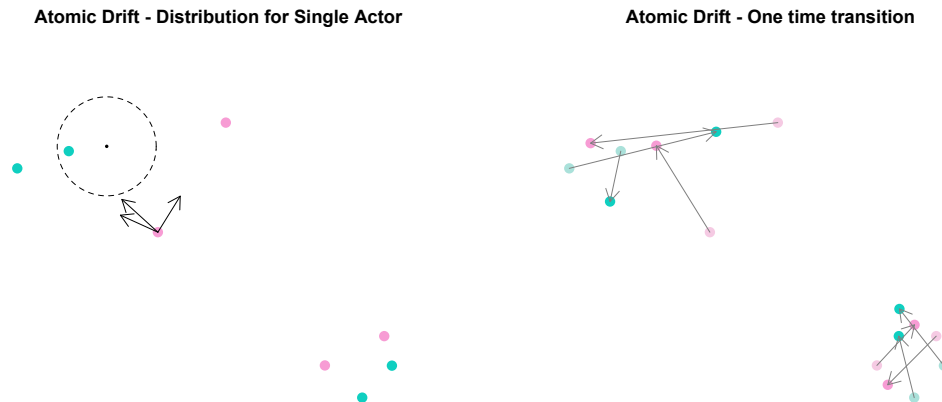 Atomic Drift - Distribution for Single Actor
Atomic Drift - One time transition